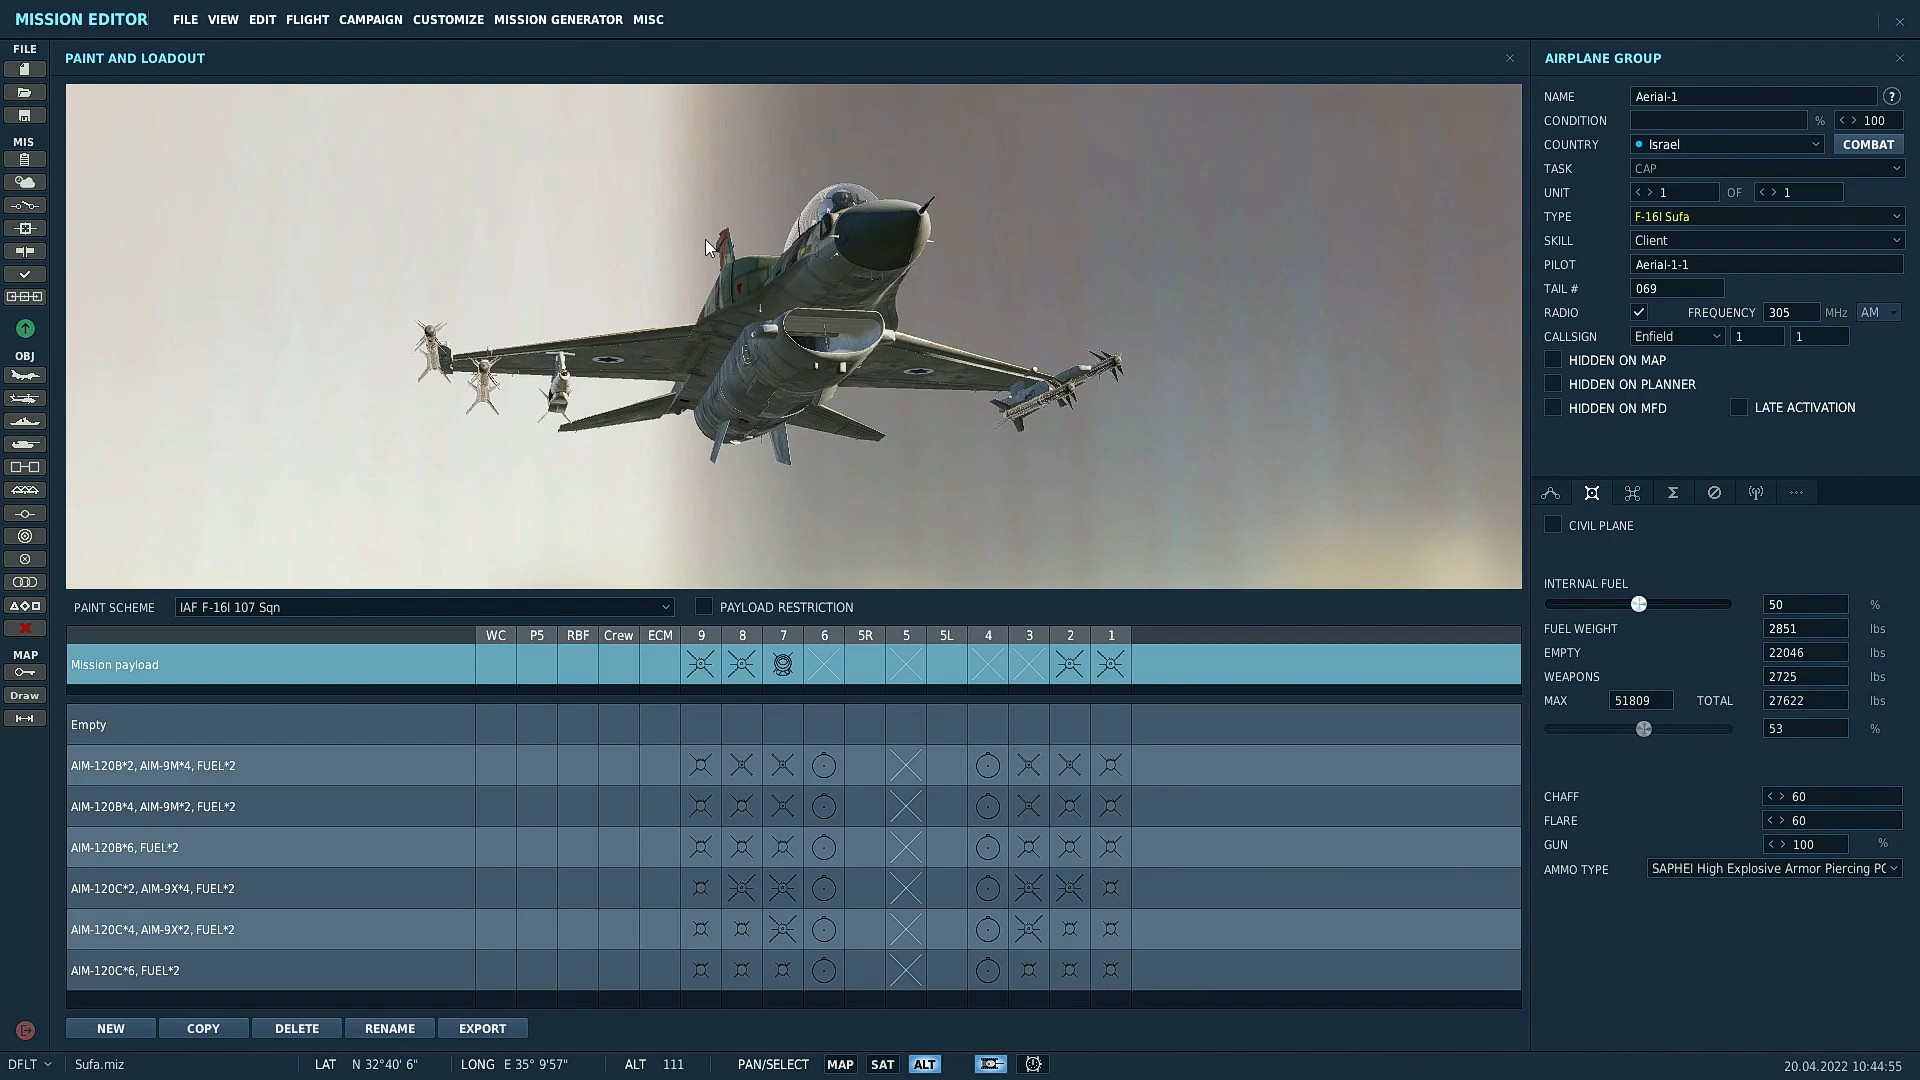 MISSION EDITOR FILE VIEW EDIT FLIGHT CAMPAIGN CUSTOMIZE MISSION GENERATOR MISC
FILE
MIS
OBJ
MAP
Draw
PAINT AND LOADOUT
PAINT SCHEME IAF F-16I 107 Sqn PAYLOAD RESTRICTION
WC P5 RBF Crew ECM 9 8 7 6 5R 5 5L 4 3 2 1
Mission payload
Empty
AIM-120B*2, AIM-9M*4, FUEL*2
AIM-120B*4, AIM-9M*2, FUEL*2
AIM-120B*6, FUEL*2
AIM-120C*2, AIM-9X*4, FUEL*2
AIM-120C*4, AIM-9X*2, FUEL*2
AIM-120C*6, FUEL*2
NEW COPY DELETE RENAME EXPORT
AIRPLANE GROUP
NAME Aerial-1 ?
CONDITION % < > 100
COUNTRY Israel COMBAT
TASK CAP
UNIT < > 1 OF < > 1
TYPE F-16I Sufa
SKILL Client
PILOT Aerial-1-1
TAIL # 069
RADIO FREQUENCY 305 MHz AM
CALLSIGN Enfield 1 1
HIDDEN ON MAP
HIDDEN ON PLANNER
HIDDEN ON MFD LATE ACTIVATION
CIVIL PLANE
INTERNAL FUEL
50 %
FUEL WEIGHT 2851 lbs
EMPTY 22046 lbs
WEAPONS 2725 lbs
MAX 51809 TOTAL 27622 lbs
53 %
CHAFF < > 60
FLARE < > 60
GUN < > 100 %
AMMO TYPE SAPHEI High Explosive Armor Piercing PG
DFLT Sufa.miz LAT N 32°40' 6" LONG E 35° 9'57" ALT 111 PAN/SELECT MAP SAT ALT 20.04.2022 10:44:55